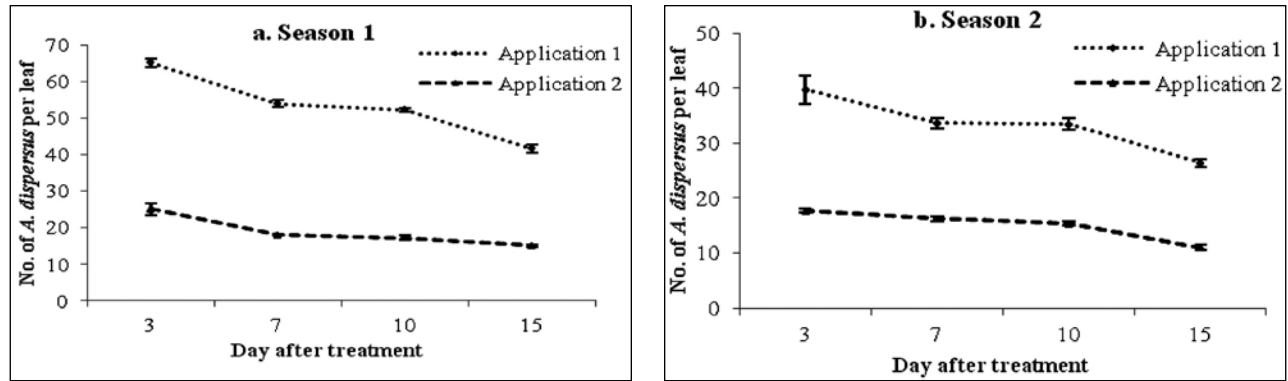 a. Season 1
Application 1
Application 2
No. of A. dispersus per leaf
70
60
50
40
30
20
10
0
3 7 10 15
Day after treatment
b. Season 2
Application 1
Application 2
No. of A. dispersus per leaf
50
40
30
20
10
0
3 7 10 15
Day after treatment